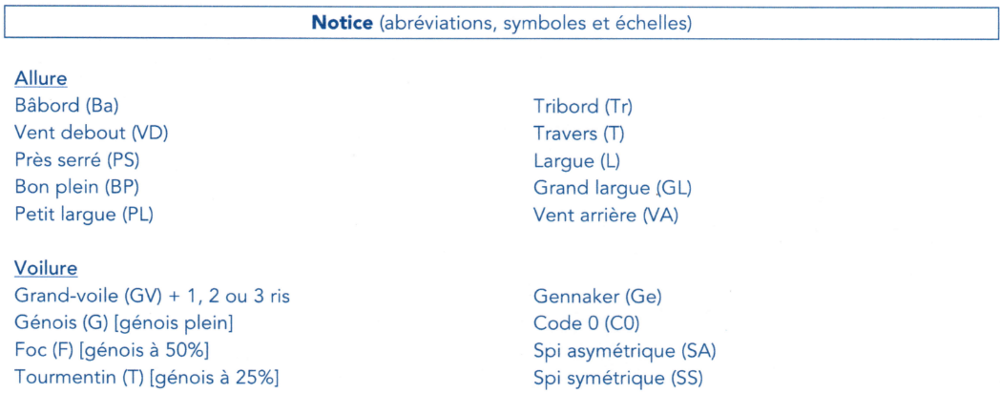 Notice (abréviations, symboles et échelles)
Allure
Bâbord (Ba)
Vent debout (VD)
Près serré (PS)
Bon plein (BP)
Petit largue (PL)
Tribord (Tr)
Travers (T)
Largue (L)
Grand largue (GL)
Vent arrière (VA)
Voilure
Grand-voile (GV) + 1, 2 ou 3 ris
Génois (G) [génois plein]
Foc (F) [génois à 50%]
Tourmentin (T) [génois à 25%]
Gennaker (Ge)
Code 0 (C0)
Spi asymétrique (SA)
Spi symétrique (SS)